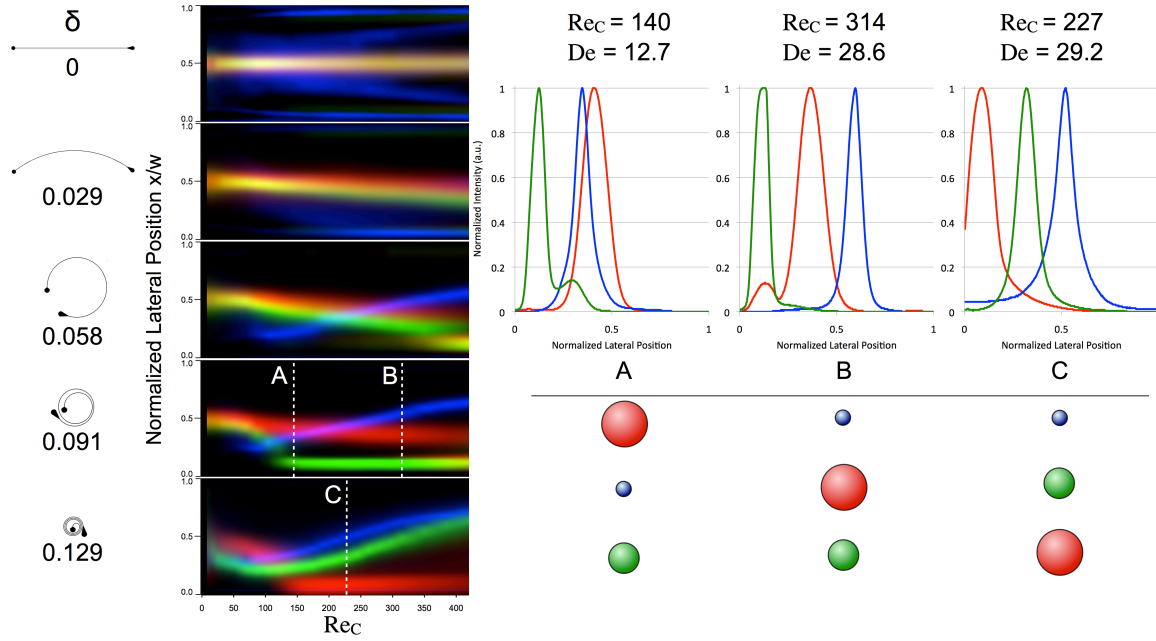 δ
0
0.029
0.058
0.091
0.129
Normalized Lateral Position x/w
1.0
0.5
0.0
1.0
0.5
0.0
1.0
0.5
0.0
1.0
0.5
0.0
A
B
1.0
0.5
0.0
C
0 50 100 150 200 250 300 350 400
ReC
ReC = 140
De = 12.7
ReC = 314
De = 28.6
ReC = 227
De = 29.2
Normalized Intensity (a.u.)
1
0.8
0.6
0.4
0.2
0
0 0.5 1
Normalized Lateral Position
1
0.8
0.6
0.4
0.2
0
0 0.5 1
Normalized Lateral Position
1
0.8
0.6
0.4
0.2
0
0 0.5
Normalized Lateral Position
A B C